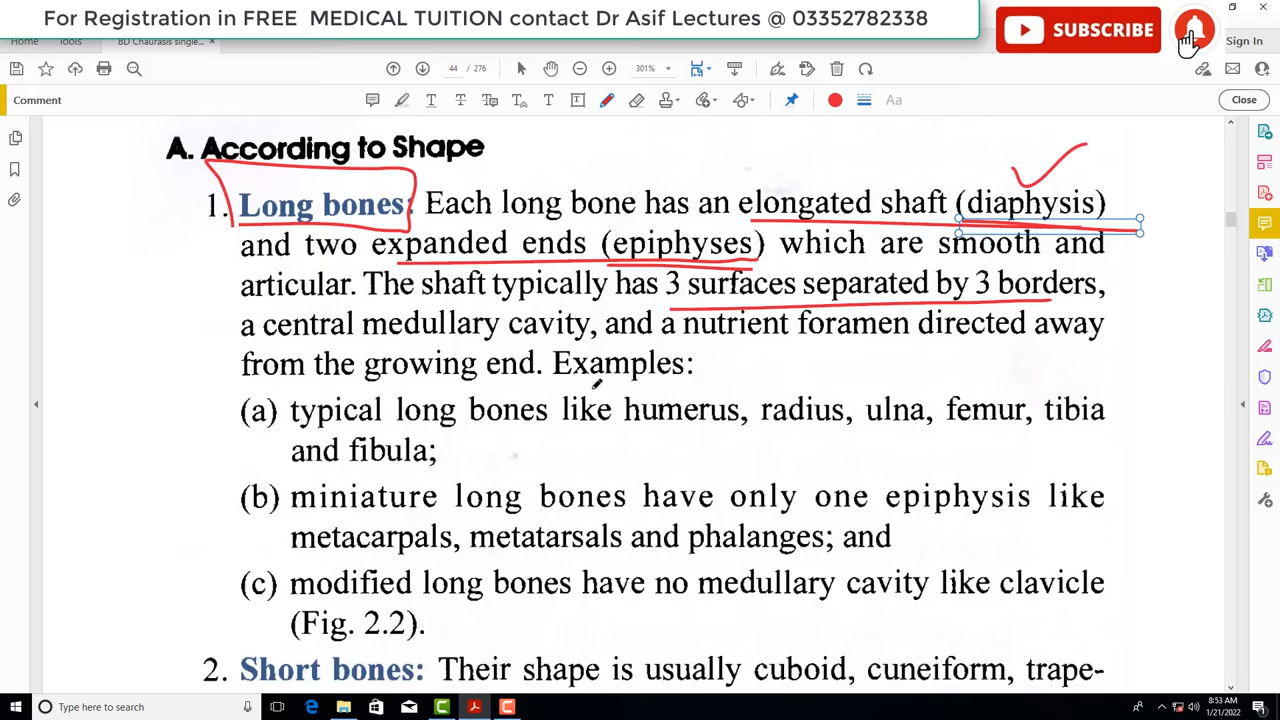 For Registration in FREE MEDICAL TUITION contact Dr Asif Lectures @ 03352782338
SUBSCRIBE
Home Tools BD Chaurasis single... × Sign In
44 / 276 301%
Comment Aa Close
A. According to Shape
1. Long bones: Each long bone has an elongated shaft (diaphysis)
and two expanded ends (epiphyses) which are smooth and
articular. The shaft typically has 3 surfaces separated by 3 borders,
a central medullary cavity, and a nutrient foramen directed away
from the growing end. Examples:
(a) typical long bones like humerus, radius, ulna, femur, tibia
and fibula;
(b) miniature long bones have only one epiphysis like
metacarpals, metatarsals and phalanges; and
(c) modified long bones have no medullary cavity like clavicle
(Fig. 2.2).
2. Short bones: Their shape is usually cuboid, cuneiform, trape-
Type here to search
8:53 AM
1/21/2022